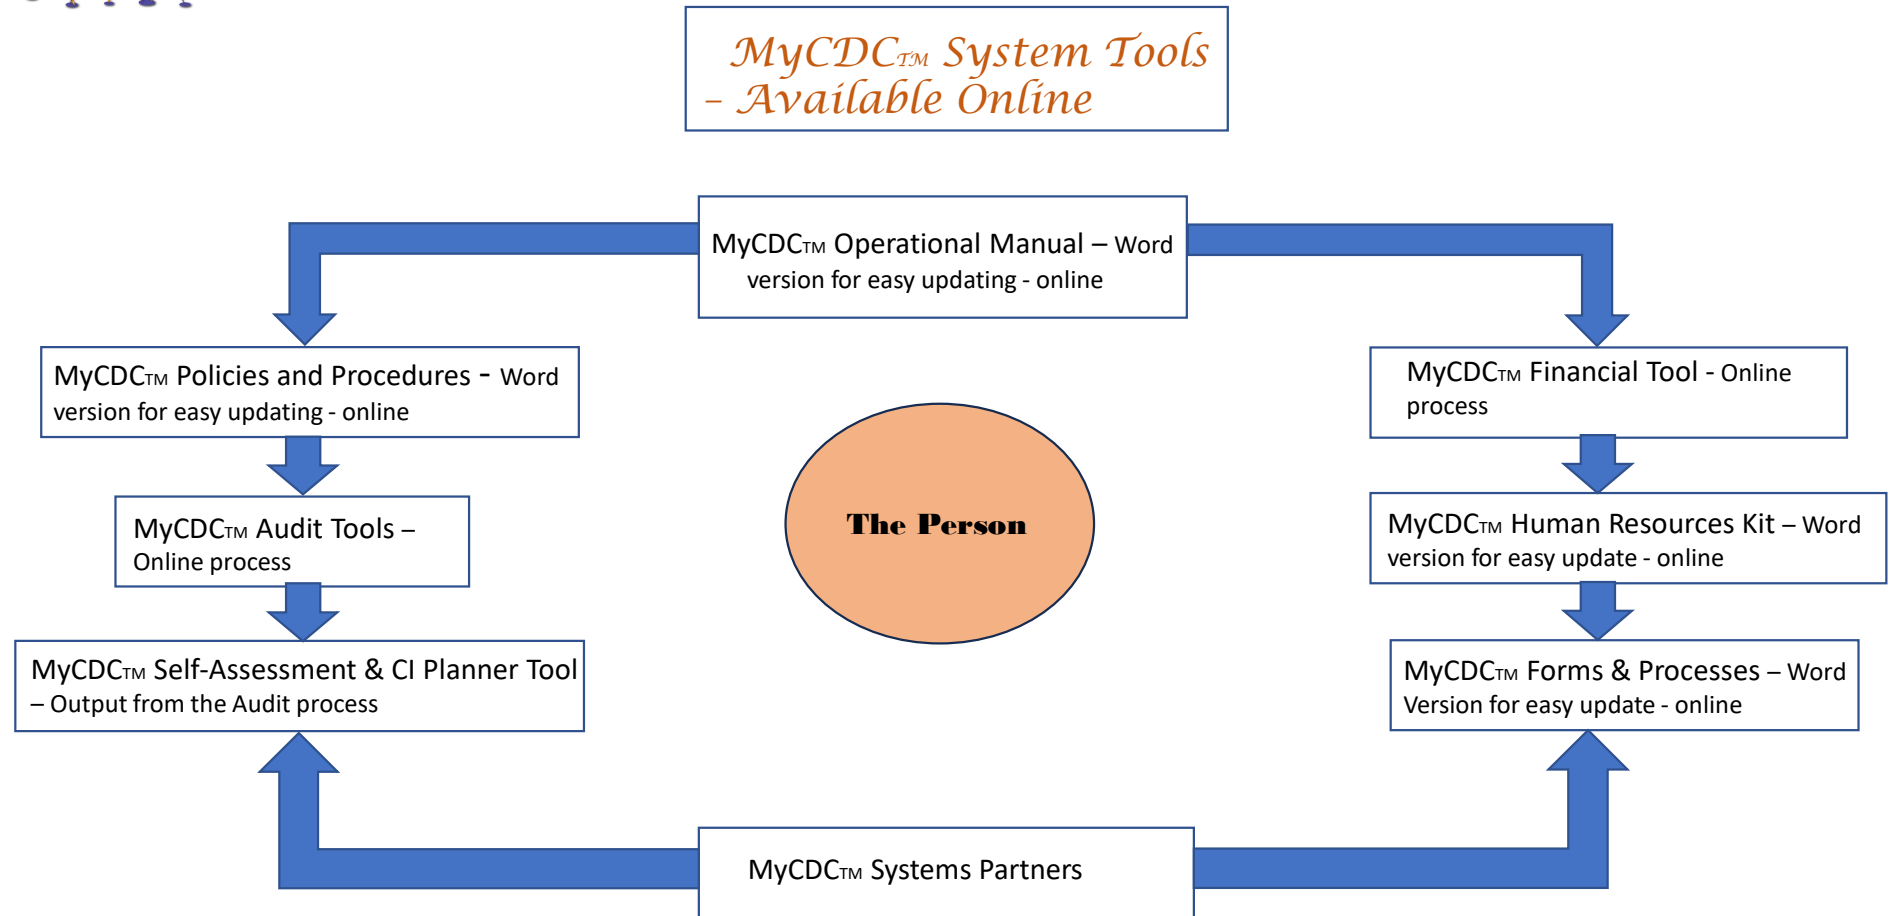 MyCDC™ System Tools
– Available Online
MyCDC™ Operational Manual – Word
version for easy updating - online
MyCDC™ Policies and Procedures - Word
version for easy updating - online
MyCDC™ Financial Tool - Online
process
The Person
MyCDC™ Audit Tools –
Online process
MyCDC™ Human Resources Kit – Word
version for easy update - online
MyCDC™ Self-Assessment & CI Planner Tool
– Output from the Audit process
MyCDC™ Forms & Processes – Word
Version for easy update - online
MyCDC™ Systems Partners